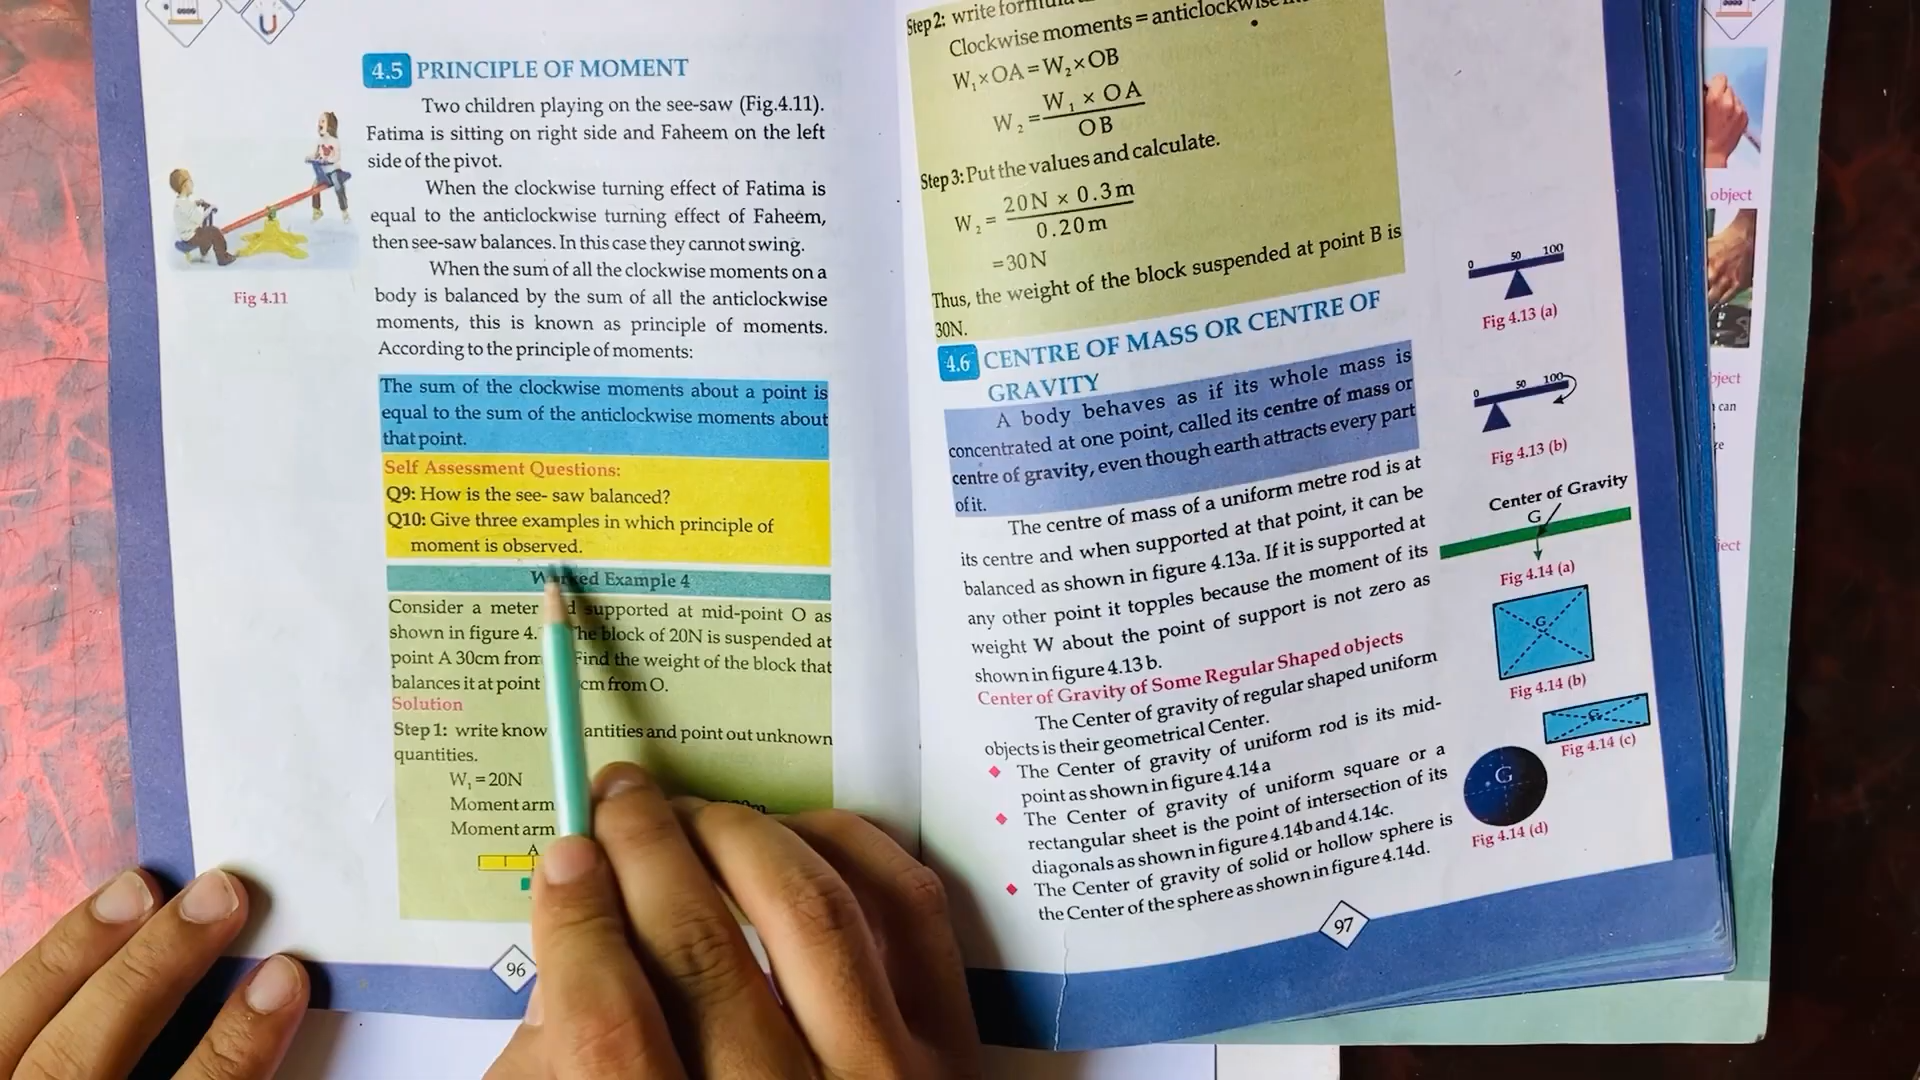 4.5 PRINCIPLE OF MOMENT
Two children playing on the see-saw (Fig.4.11).
Fatima is sitting on right side and Faheem on the left
side of the pivot.
When the clockwise turning effect of Fatima is
equal to the anticlockwise turning effect of Faheem,
then see-saw balances. In this case they cannot swing.
When the sum of all the clockwise moments on a
body is balanced by the sum of all the anticlockwise
moments, this is known as principle of moments.
According to the principle of moments:
Fig 4.11
The sum of the clockwise moments about a point is
equal to the sum of the anticlockwise moments about
that point.
Self Assessment Questions:
Q9: How is the see- saw balanced?
Q10: Give three examples in which principle of
moment is observed.
Worked Example 4
Consider a meter supported at mid-point O as
shown in figure 4. The block of 20N is suspended at
point A 30cm from Find the weight of the block that
balances it at point cm from O.
Solution
Step 1: write know antities and point out unknown
quantities.
W₁ = 20N
Moment arm
Moment arm
A
96
Step 2: write formula
Clockwise moments = anticlockwise
W₁ × OA = W₂ × OB
W₂ = W₁ × OA / OB
Step 3: Put the values and calculate.
W₂ = 20N × 0.3m / 0.20m
= 30N
Thus, the weight of the block suspended at point B is
30N.
4.6 CENTRE OF MASS OR CENTRE OF
GRAVITY
A body behaves as if its whole mass is
concentrated at one point, called its centre of mass or
centre of gravity, even though earth attracts every part
of it.
The centre of mass of a uniform metre rod is at
its centre and when supported at that point, it can be
balanced as shown in figure 4.13a. If it is supported at
any other point it topples because the moment of its
weight W about the point of support is not zero as
shown in figure 4.13 b.
Center of Gravity of Some Regular Shaped objects
The Center of gravity of regular shaped uniform
objects is their geometrical Center.
The Center of gravity of uniform rod is its mid-
point as shown in figure 4.14 a
The Center of gravity of uniform square or a
rectangular sheet is the point of intersection of its
diagonals as shown in figure 4.14b and 4.14c.
The Center of gravity of solid or hollow sphere is
the Center of the sphere as shown in figure 4.14d.
97
0 50 100
Fig 4.13 (a)
0 50 100
Fig 4.13 (b)
Center of Gravity
G
Fig 4.14 (a)
G
Fig 4.14 (b)
G
Fig 4.14 (c)
G
Fig 4.14 (d)
object
can